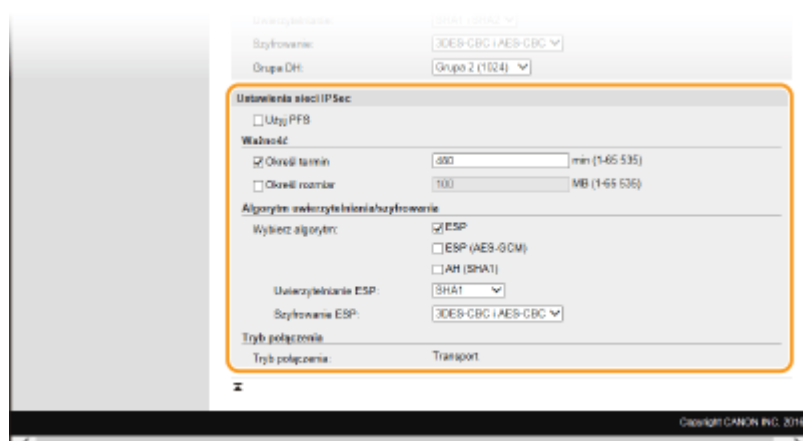 Uwierzytelnianie:
Szyfrowanie: 3DES-CBC i AES-CBC
Grupa DH: Grupa 2 (1024)
Ustawienia sieci IPSec
Użyj PFS
Ważność
Określ termin 480 min (1-65 535)
Określ rozmiar 100 MB (1-65 535)
Algorytm uwierzytelniania/szyfrowania
Wybierz algorytm: ESP
ESP (AES-GCM)
AH (SHA1)
Uwierzytelnianie ESP: SHA1
Szyfrowanie ESP: 3DES-CBC i AES-CBC
Tryb połączenia
Tryb połączenia: Transport
Copyright CANON INC. 201